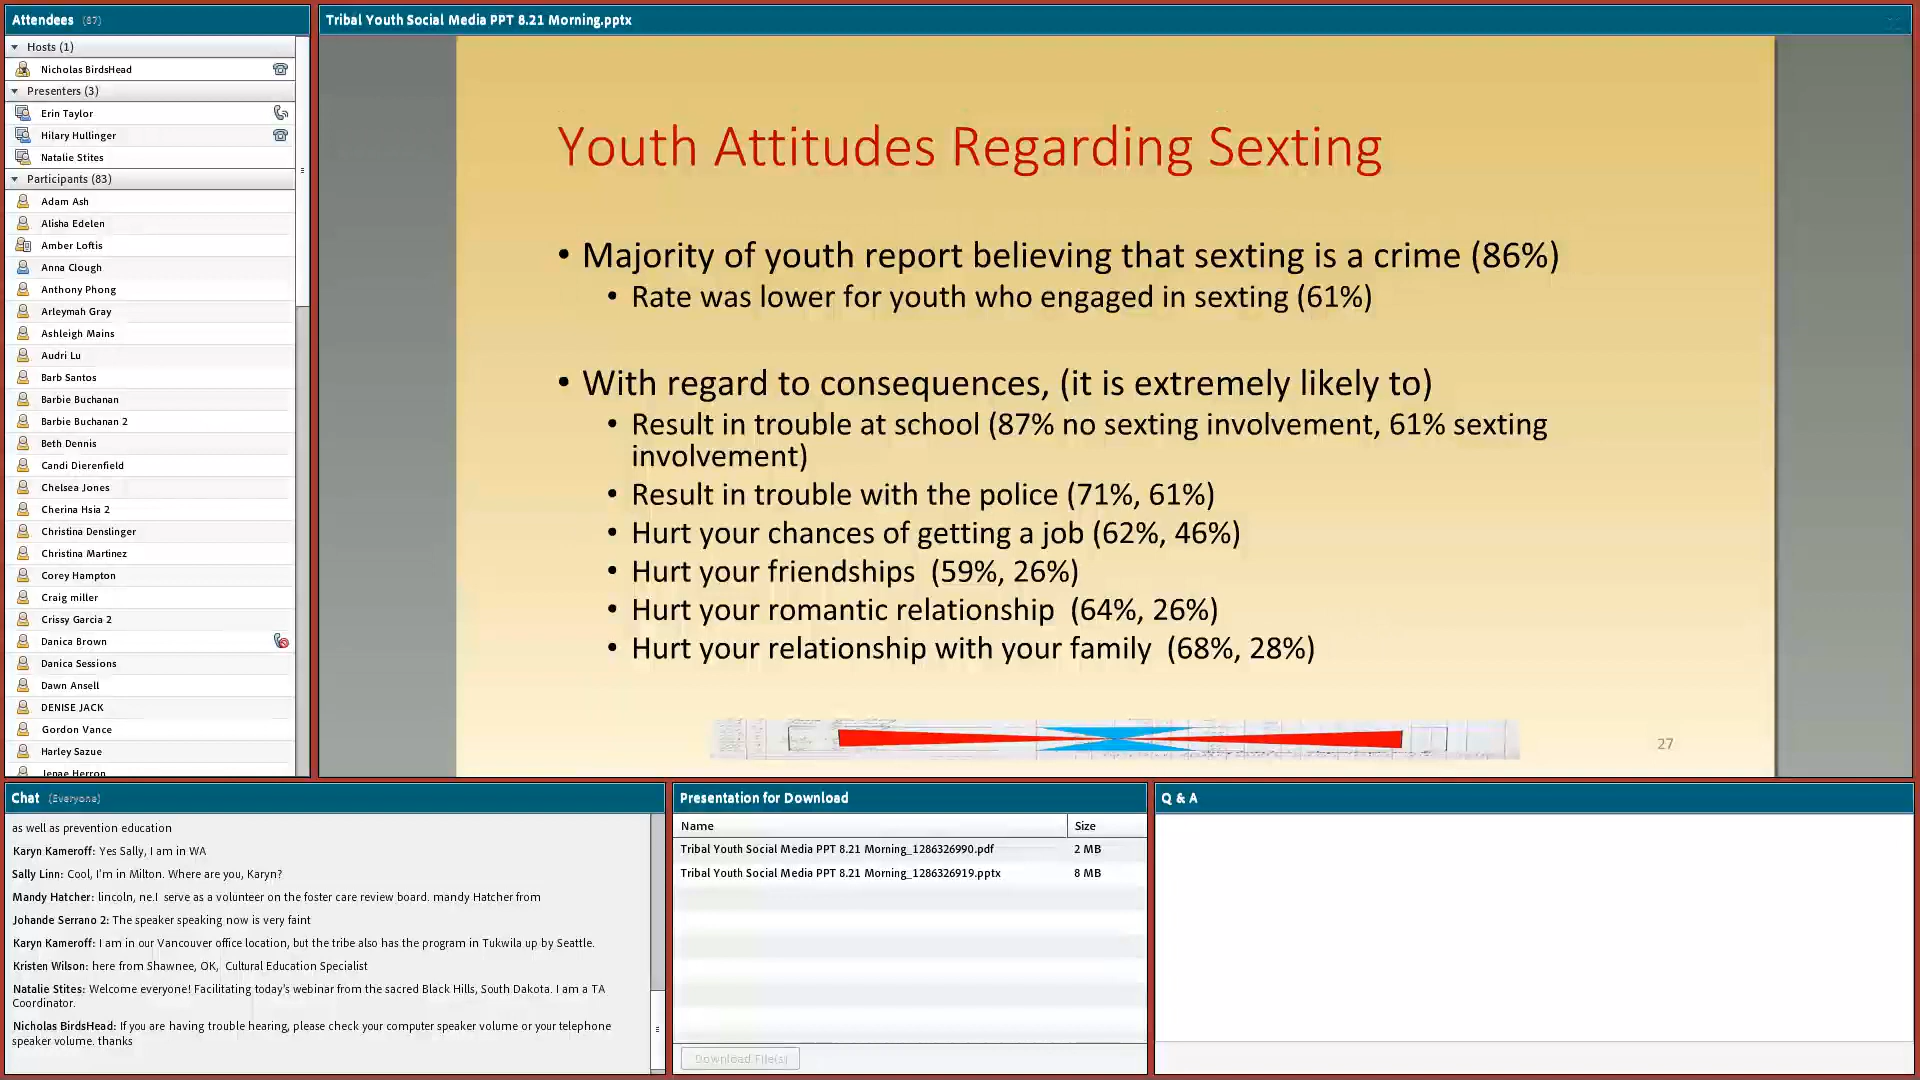 Attendees (87)
Hosts (1)
Nicholas BirdsHead
Presenters (3)
Erin Taylor
Hilary Hullinger
Natalie Stites
Participants (83)
Adam Ash
Alisha Edelen
Amber Loftis
Anna Clough
Anthony Phong
Arleymah Gray
Ashleigh Mains
Audri Lu
Barb Santos
Barbie Buchanan
Barbie Buchanan 2
Beth Dennis
Candi Dierenfield
Chelsea Jones
Cherina Hsia 2
Christina Denslinger
Christina Martinez
Corey Hampton
Craig miller
Crissy Garcia 2
Danica Brown
Danica Sessions
Dawn Ansell
DENISE JACK
Gordon Vance
Harley Sazue
Jenae Herron
Tribal Youth Social Media PPT 8.21 Morning.pptx
Youth Attitudes Regarding Sexting
• Majority of youth report believing that sexting is a crime (86%)
• Rate was lower for youth who engaged in sexting (61%)
• With regard to consequences, (it is extremely likely to)
• Result in trouble at school (87% no sexting involvement, 61% sexting
involvement)
• Result in trouble with the police (71%, 61%)
• Hurt your chances of getting a job (62%, 46%)
• Hurt your friendships (59%, 26%)
• Hurt your romantic relationship (64%, 26%)
• Hurt your relationship with your family (68%, 28%)
27
Chat (Everyone)
as well as prevention education
Karyn Kameroff: Yes Sally, I am in WA
Sally Linn: Cool, I'm in Milton. Where are you, Karyn?
Mandy Hatcher: lincoln, ne.I serve as a volunteer on the foster care review board. mandy Hatcher from
Johande Serrano 2: The speaker speaking now is very faint
Karyn Kameroff: I am in our Vancouver office location, but the tribe also has the program in Tukwila up by Seattle.
Kristen Wilson: here from Shawnee, OK, Cultural Education Specialist
Natalie Stites: Welcome everyone! Facilitating today's webinar from the sacred Black Hills, South Dakota. I am a TA
Coordinator.
Nicholas BirdsHead: If you are having trouble hearing, please check your computer speaker volume or your telephone
speaker volume. thanks
Presentation for Download
Name Size
Tribal Youth Social Media PPT 8.21 Morning_1286326990.pdf 2 MB
Tribal Youth Social Media PPT 8.21 Morning_1286326919.pptx 8 MB
Download File(s)
Q & A